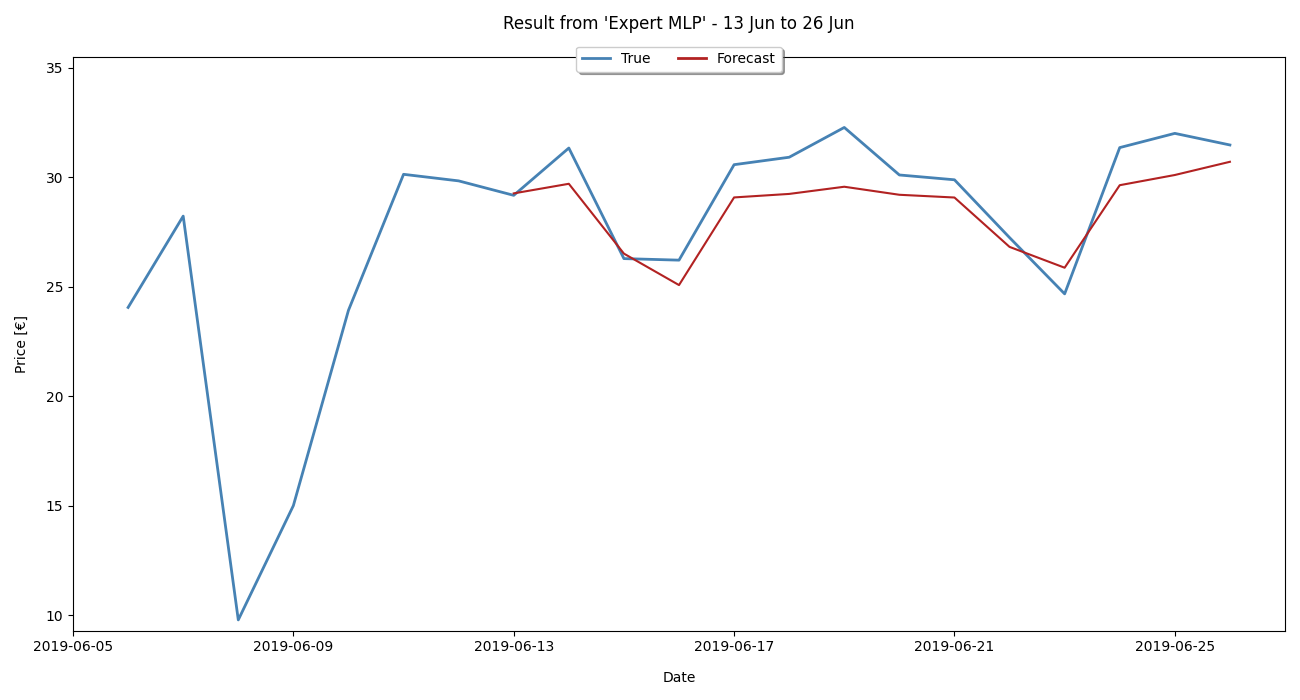 Result from 'Expert MLP' - 13 Jun to 26 Jun
True Forecast
35
30
25
20
15
10
Price [€]
2019-06-05 2019-06-09 2019-06-13 2019-06-17 2019-06-21 2019-06-25
Date